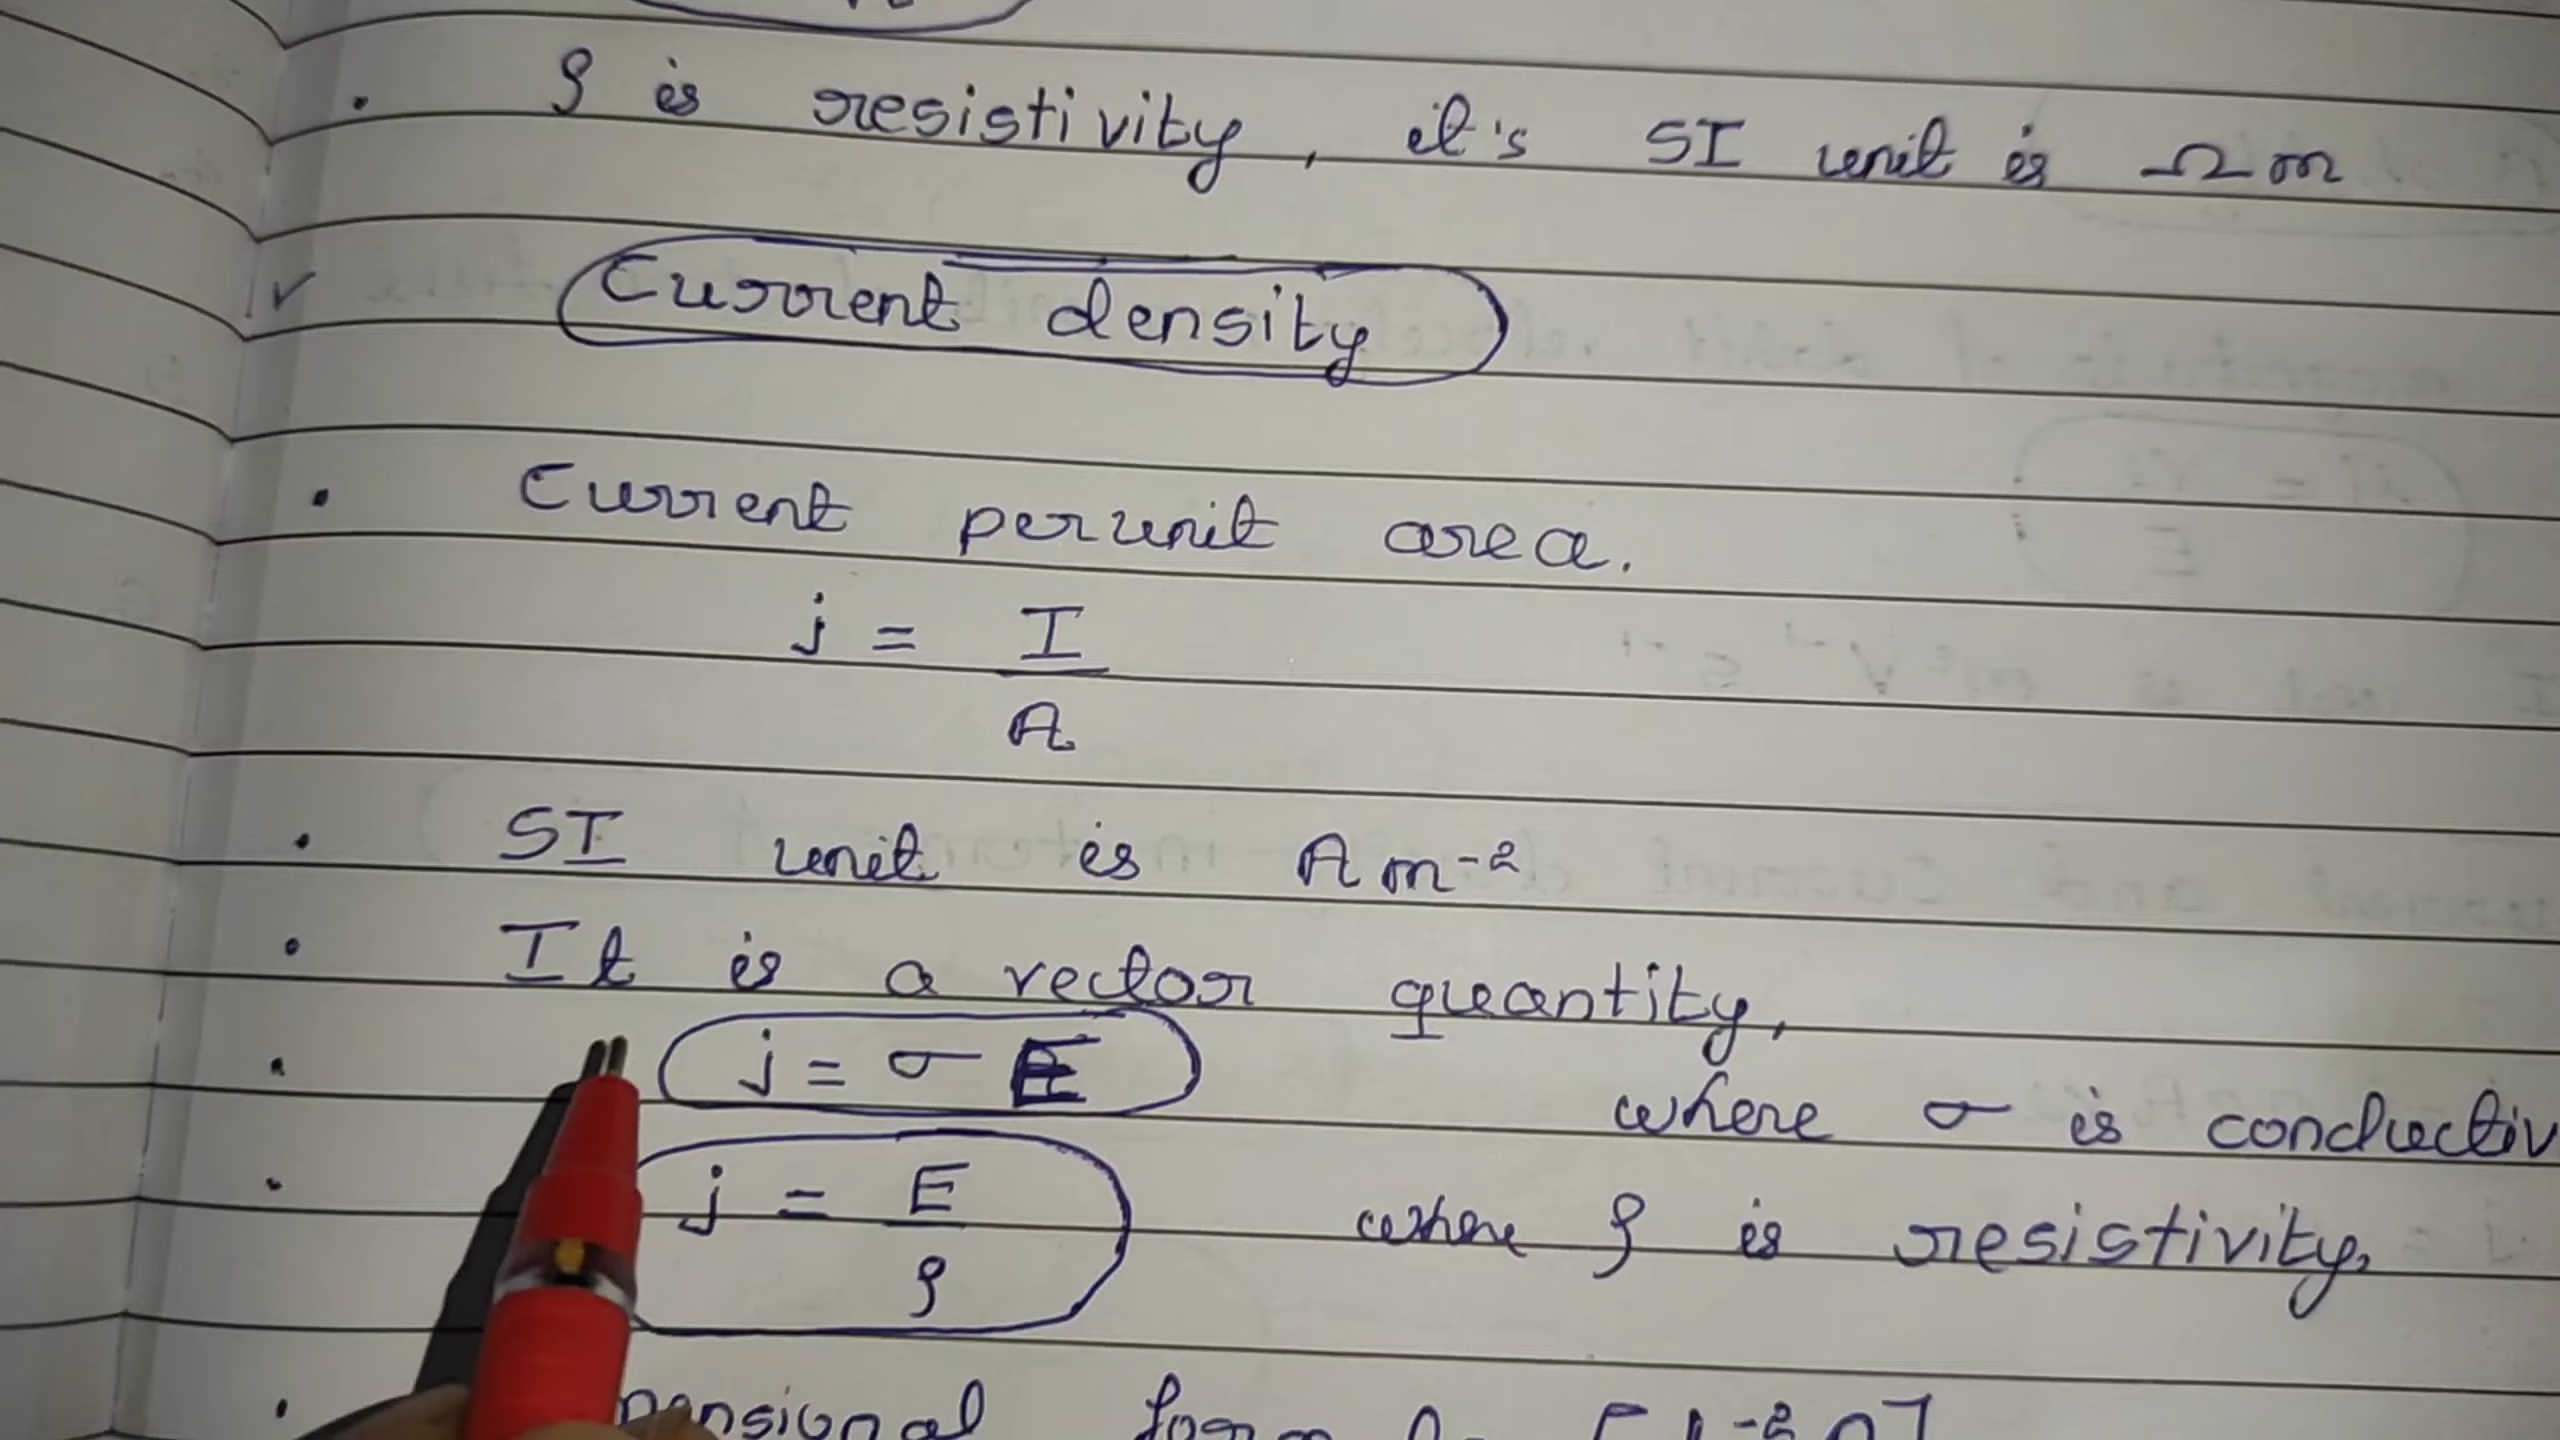 ρ is resistivity, it's SI unit is Ω m
Current density
Current per unit area.
j = I / A
SI unit is A m⁻²
It is a vector quantity,
j = σ E
where σ is conductiv
j = E / ρ where ρ is resistivity,